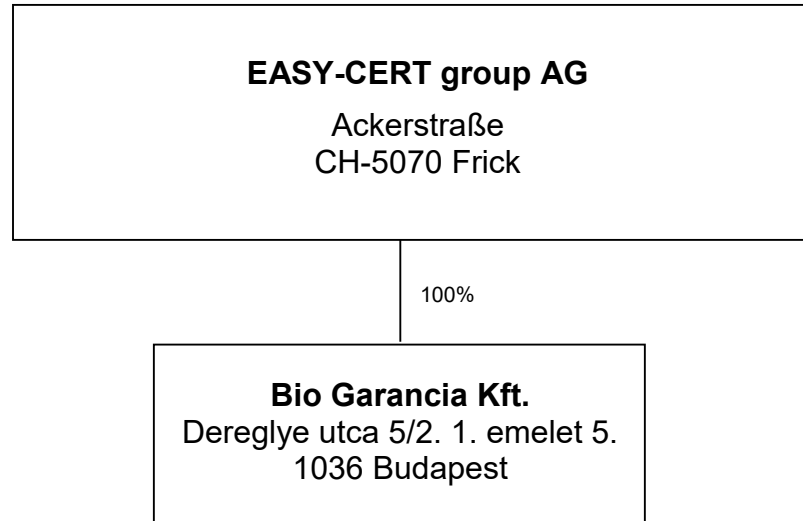 EASY-CERT group AG
Ackerstraße
CH-5070 Frick
100%
Bio Garancia Kft.
Dereglye utca 5/2. 1. emelet 5.
1036 Budapest